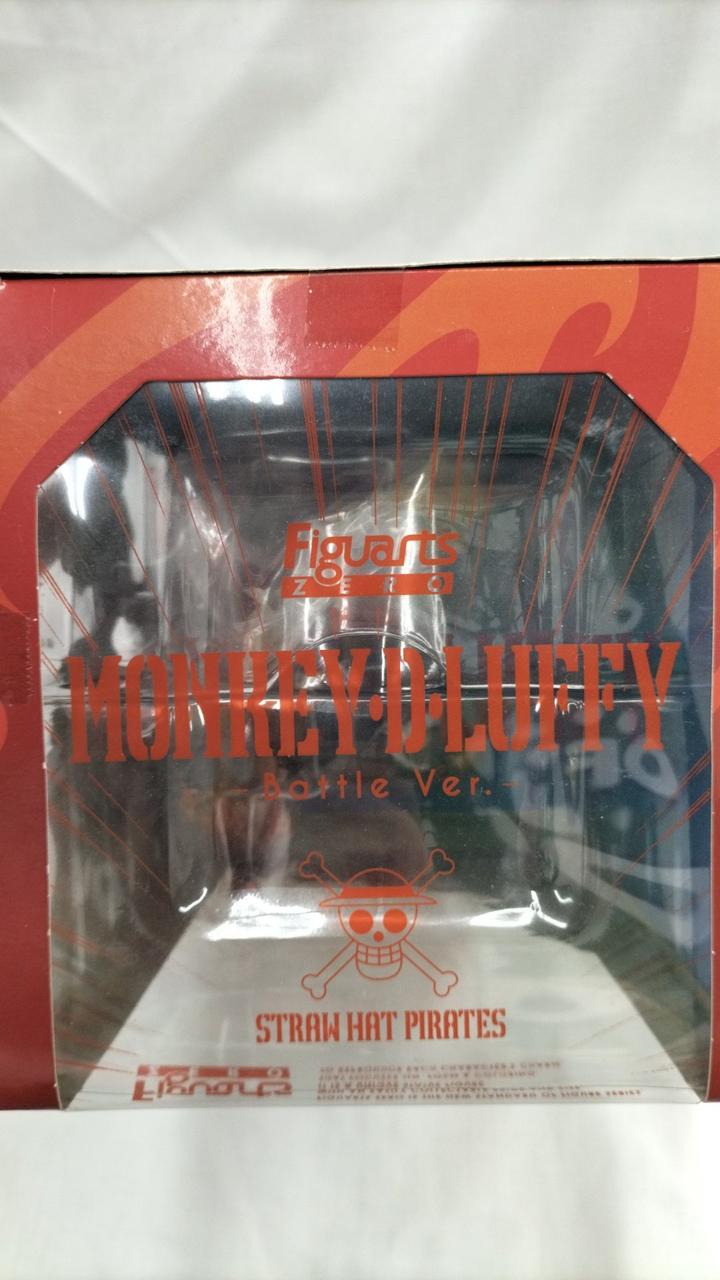 Figuarts
ZERO
MONKEY·D·LUFFY
-Battle Ver.-
STRAW HAT PIRATES